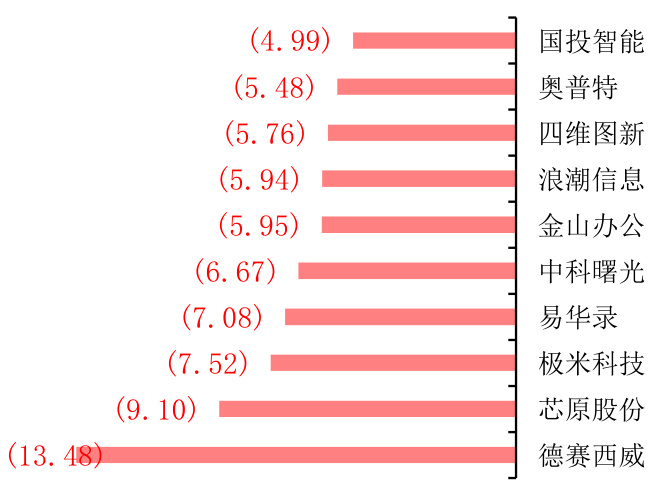 (4.99) 国投智能
(5.48) 奥普特
(5.76) 四维图新
(5.94) 浪潮信息
(5.95) 金山办公
(6.67) 中科曙光
(7.08) 易华录
(7.52) 极米科技
(9.10) 芯原股份
(13.48) 德赛西威